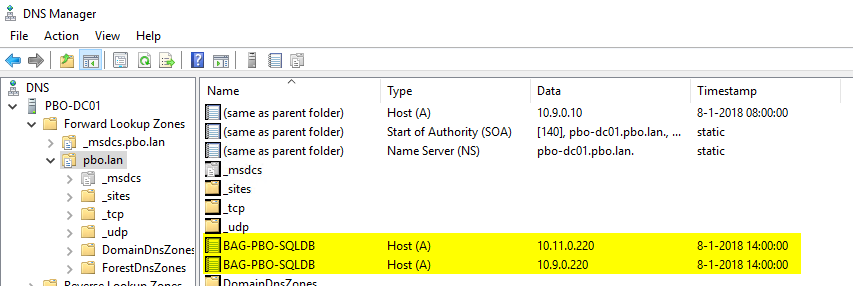 DNS Manager
File Action View Help
DNS
PBO-DC01
Forward Lookup Zones
_msdcs.pbo.lan
pbo.lan
_msdcs
_sites
_tcp
_udp
DomainDnsZones
ForestDnsZones
Reverse Lookup Zones
Name Type Data Timestamp
(same as parent folder) Host (A) 10.9.0.10 8-1-2018 08:00:00
(same as parent folder) Start of Authority (SOA) [140], pbo-dc01.pbo.lan., ... static
(same as parent folder) Name Server (NS) pbo-dc01.pbo.lan. static
_msdcs
_sites
_tcp
_udp
BAG-PBO-SQLDB Host (A) 10.11.0.220 8-1-2018 14:00:00
BAG-PBO-SQLDB Host (A) 10.9.0.220 8-1-2018 14:00:00
DomainDnsZones